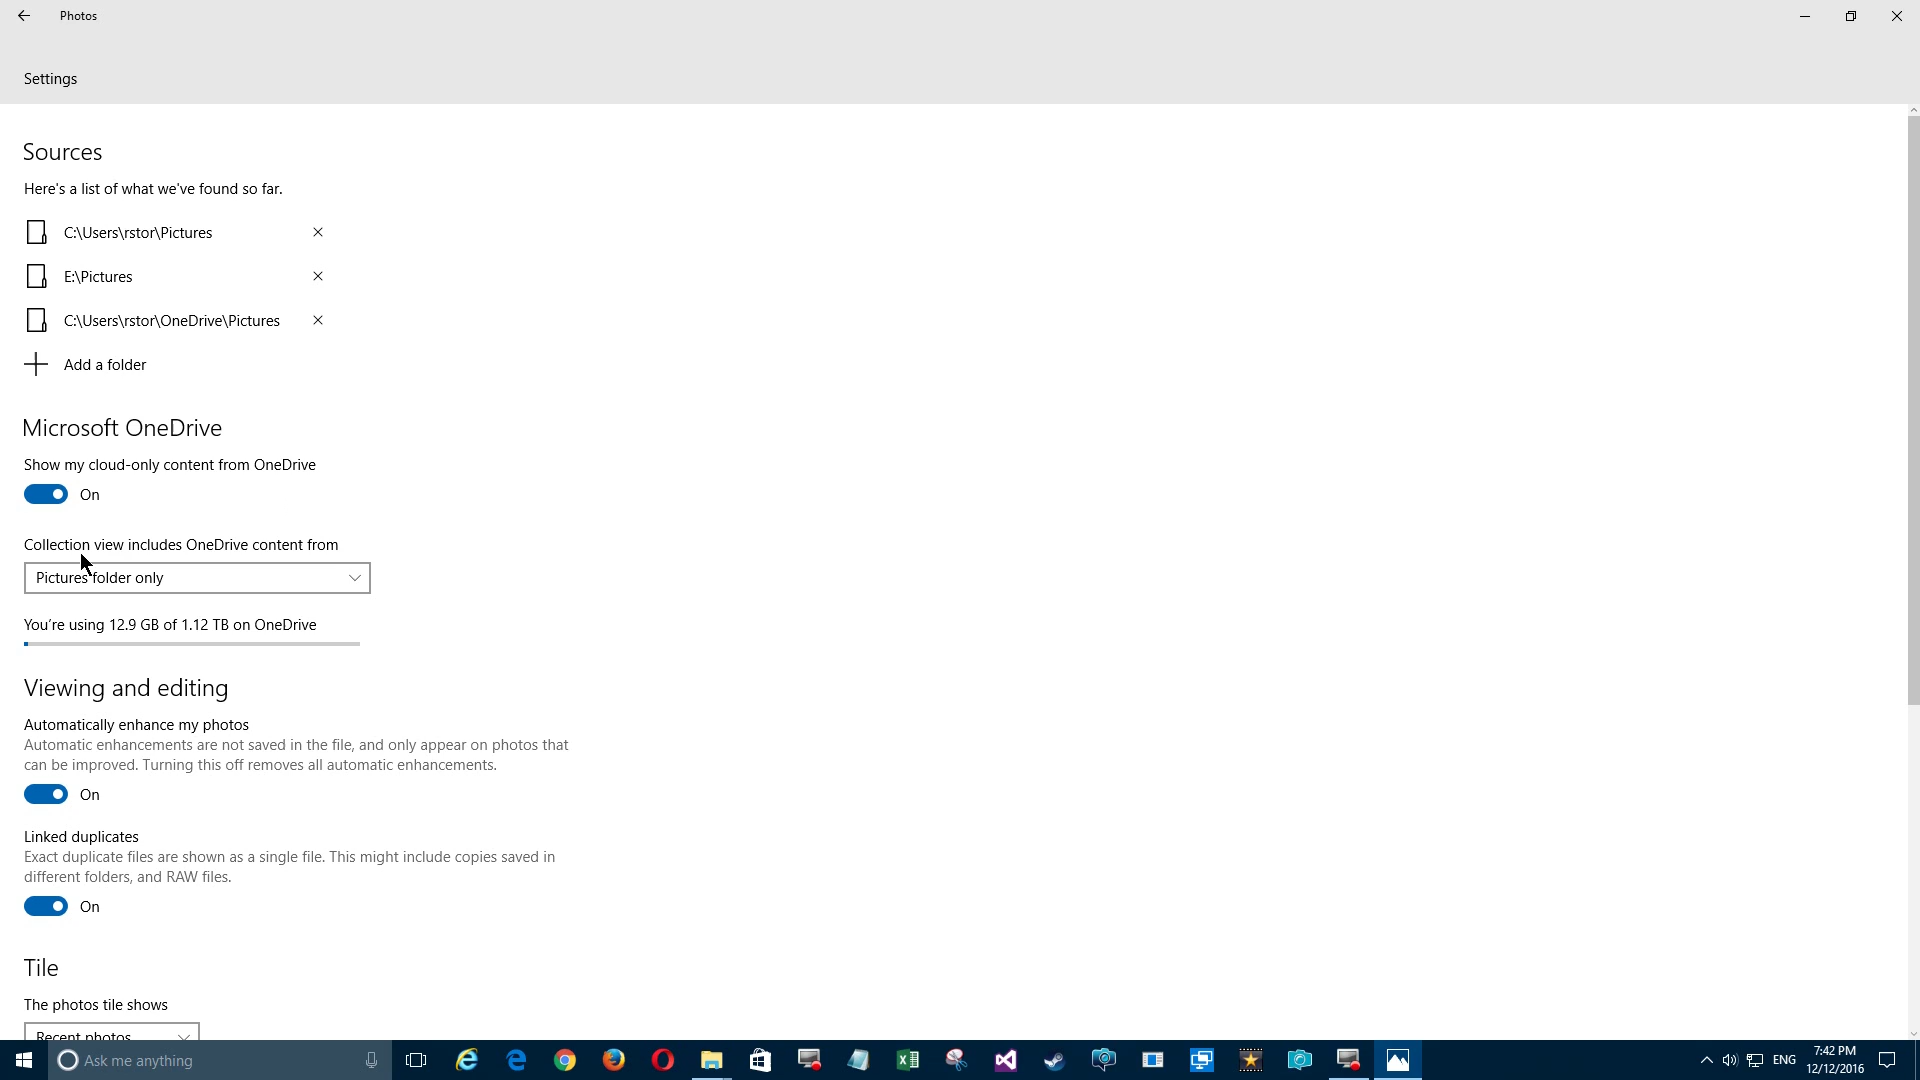 Photos
Settings
Sources
Here's a list of what we've found so far.
C:\Users\rstor\Pictures
E:\Pictures
C:\Users\rstor\OneDrive\Pictures
Add a folder
Microsoft OneDrive
Show my cloud-only content from OneDrive
On
Collection view includes OneDrive content from
Pictures folder only
You're using 12.9 GB of 1.12 TB on OneDrive
Viewing and editing
Automatically enhance my photos
Automatic enhancements are not saved in the file, and only appear on photos that
can be improved. Turning this off removes all automatic enhancements.
On
Linked duplicates
Exact duplicate files are shown as a single file. This might include copies saved in
different folders, and RAW files.
On
Tile
The photos tile shows
Recent photos
Ask me anything
ENG
7:42 PM
12/12/2016